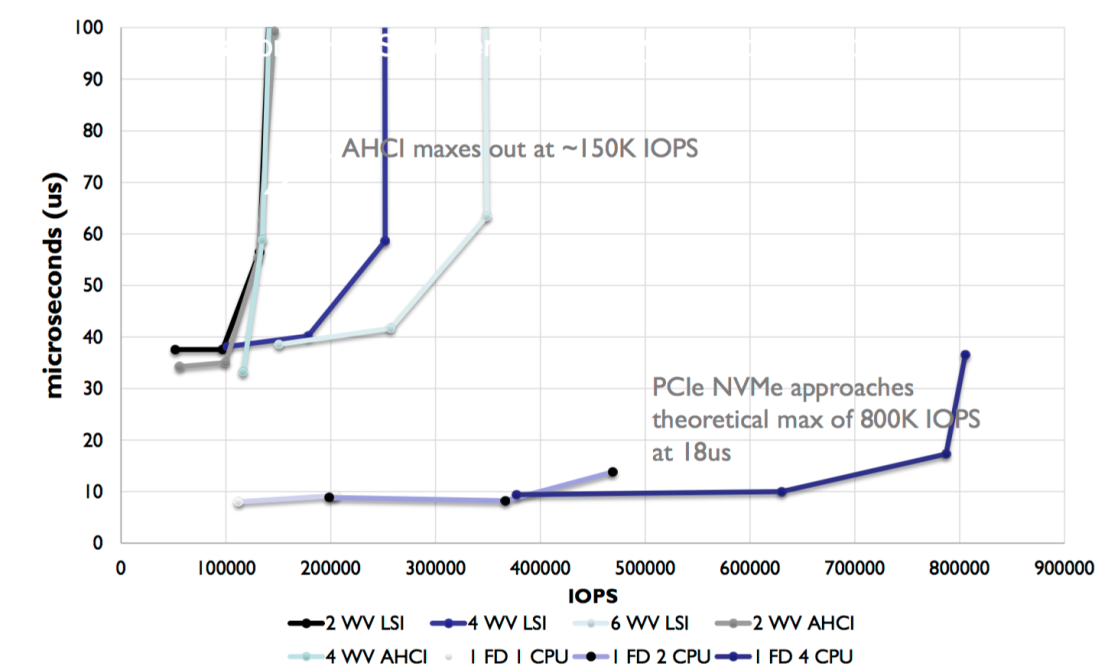 100
90
80
70
60
50
40
30
20
10
0
microseconds (us)
AHCI maxes out at ~150K IOPS
PCIe NVMe approaches
theoretical max of 800K IOPS
at 18us
0 100000 200000 300000 400000 500000 600000 700000 800000 900000
IOPS
2 WV LSI 4 WV LSI 6 WV LSI 2 WV AHCI
4 WV AHCI 1 FD 1 CPU 1 FD 2 CPU 1 FD 4 CPU